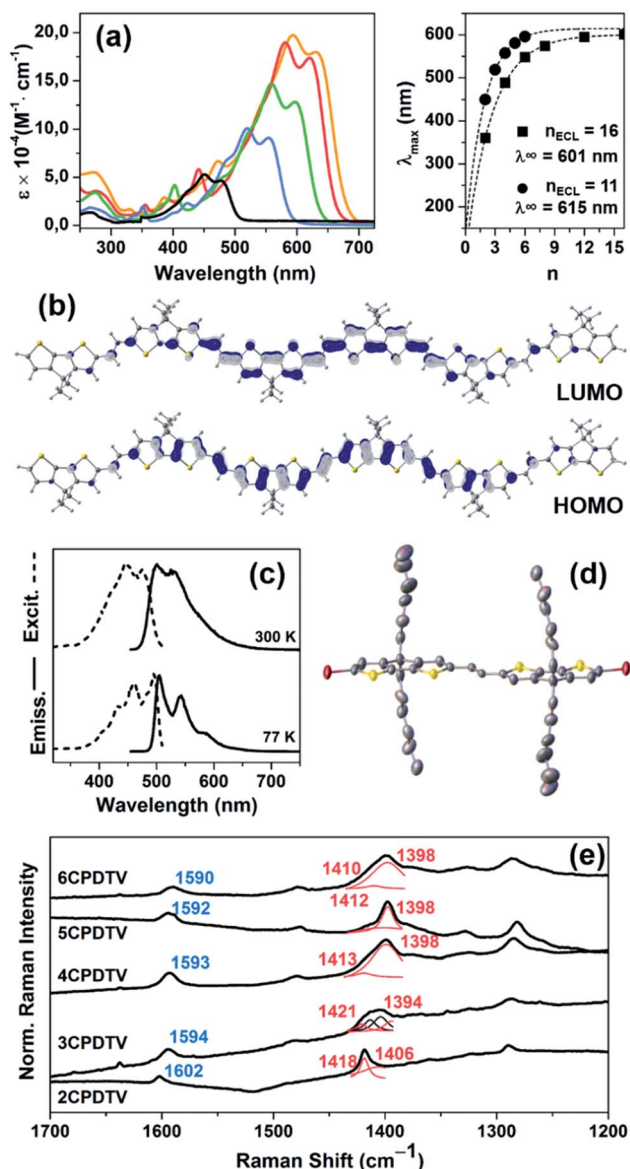 (a)
ε × 10⁻⁴(M⁻¹· cm⁻¹)
20,0
15,0
10,0
5,0
0,0
300 400 500 600 700
Wavelength (nm)
λmax (nm)
600
500
400
300
200
nECL = 16
λ∞ = 601 nm
nECL = 11
λ∞ = 615 nm
0 3 6 9 12 15
n
(b)
LUMO
HOMO
(c)
Emiss. Excit.
300 K
77 K
400 500 600 700
Wavelength (nm)
(d)
(e)
Norm. Raman Intensity
6CPDTV 1590 1410 1398
5CPDTV 1592 1412 1398
4CPDTV 1593 1413 1398
3CPDTV 1594 1421 1394
2CPDTV 1602 1418 1406
1700 1600 1500 1400 1300 1200
Raman Shift (cm⁻¹)